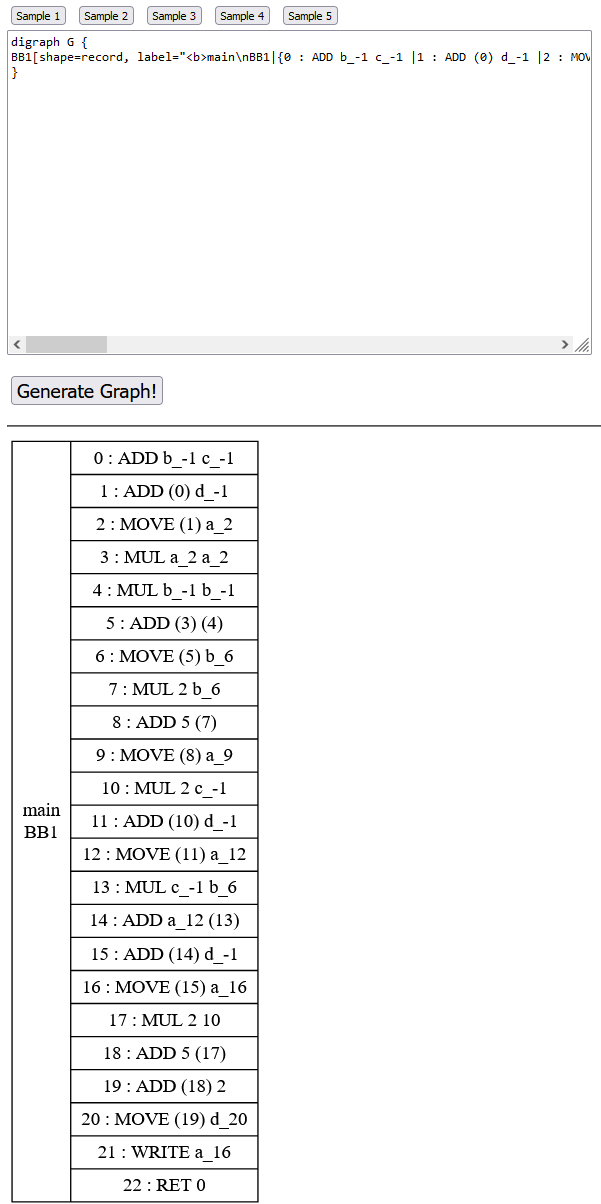 Sample 1 Sample 2 Sample 3 Sample 4 Sample 5
digraph G {
BB1[shape=record, label="<b>main\nBB1|{0 : ADD b_-1 c_-1 |1 : ADD (0) d_-1 |2 : MOV
}
Generate Graph!
main
BB1
0 : ADD b_-1 c_-1
1 : ADD (0) d_-1
2 : MOVE (1) a_2
3 : MUL a_2 a_2
4 : MUL b_-1 b_-1
5 : ADD (3) (4)
6 : MOVE (5) b_6
7 : MUL 2 b_6
8 : ADD 5 (7)
9 : MOVE (8) a_9
10 : MUL 2 c_-1
11 : ADD (10) d_-1
12 : MOVE (11) a_12
13 : MUL c_-1 b_6
14 : ADD a_12 (13)
15 : ADD (14) d_-1
16 : MOVE (15) a_16
17 : MUL 2 10
18 : ADD 5 (17)
19 : ADD (18) 2
20 : MOVE (19) d_20
21 : WRITE a_16
22 : RET 0